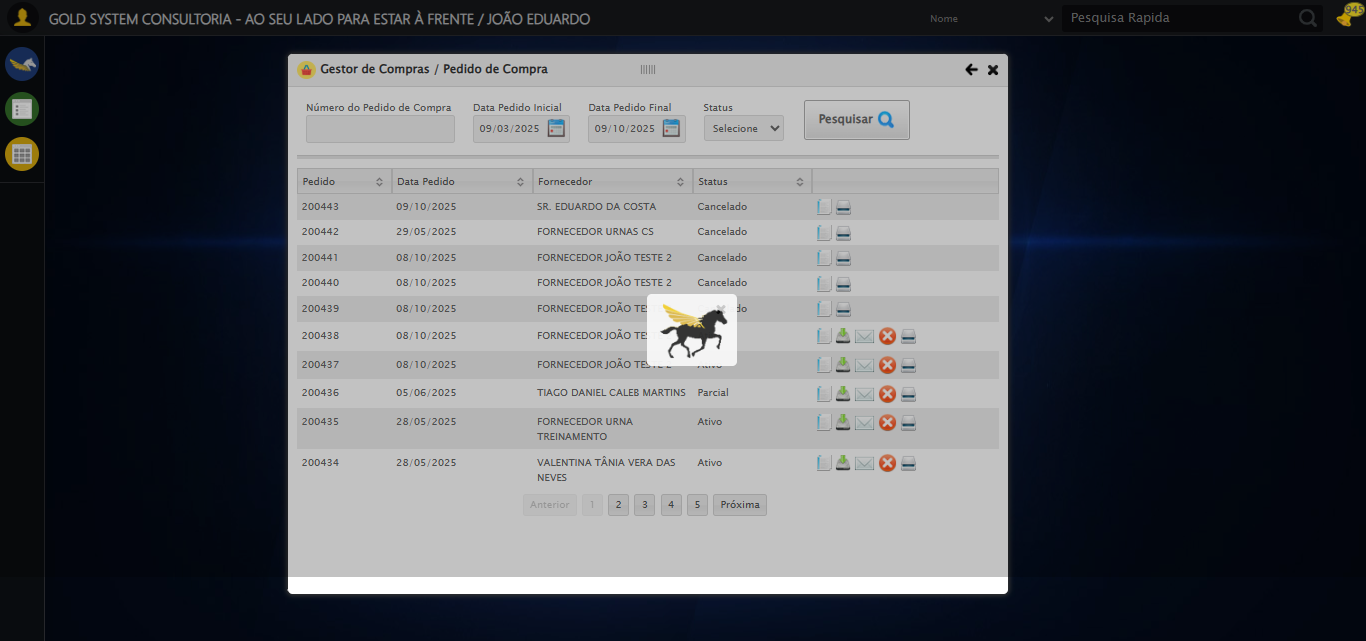 GOLD SYSTEM CONSULTORIA - AO SEU LADO PARA ESTAR À FRENTE / JOÃO EDUARDO
Nome
Pesquisa Rapida
945
Gestor de Compras / Pedido de Compra
Número do Pedido de Compra
Data Pedido Inicial
Data Pedido Final
Status
09/03/2025
09/10/2025
Selecione
Pesquisar
Pedido Data Pedido Fornecedor Status
200443 09/10/2025 SR. EDUARDO DA COSTA Cancelado
200442 29/05/2025 FORNECEDOR URNAS CS Cancelado
200441 08/10/2025 FORNECEDOR JOÃO TESTE 2 Cancelado
200440 08/10/2025 FORNECEDOR JOÃO TESTE 2 Cancelado
200439 08/10/2025 FORNECEDOR JOÃO
200438 08/10/2025 FORNECEDOR JOÃO
200437 08/10/2025 FORNECEDOR JOÃO TESTE 2 Ativo
200436 05/06/2025 TIAGO DANIEL CALEB MARTINS Parcial
200435 28/05/2025 FORNECEDOR URNA Ativo
TREINAMENTO
200434 28/05/2025 VALENTINA TÂNIA VERA DAS Ativo
NEVES
Anterior 1 2 3 4 5 Próxima